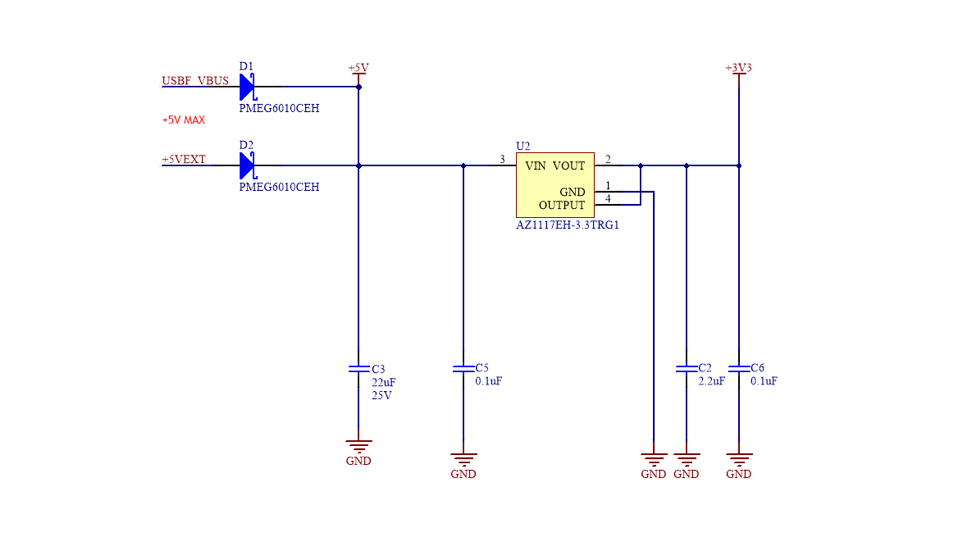 D1
USBF_VBUS
PMEG6010CEH
+5V MAX
D2
+5VEXT
PMEG6010CEH
+5V
+3V3
U2
3
VIN VOUT
2
GND
1
OUTPUT
4
AZ1117EH-3.3TRG1
C3
22uF
25V
C5
0.1uF
C2
2.2uF
C6
0.1uF
GND
GND
GND
GND
GND